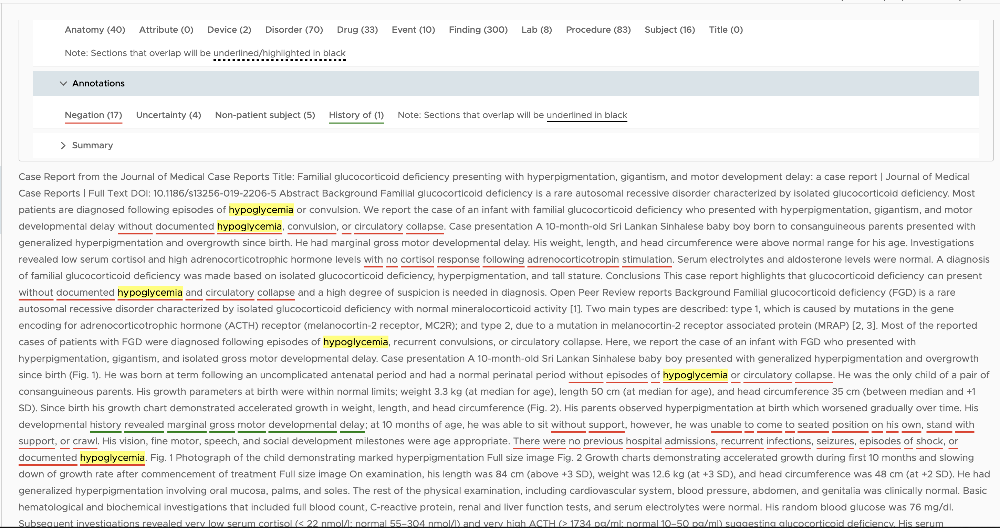 Anatomy (40) Attribute (0) Device (2) Disorder (70) Drug (33) Event (10) Finding (300) Lab (8) Procedure (83) Subject (16) Title (0)
Note: Sections that overlap will be underlined/highlighted in black
Annotations
Negation (17) Uncertainty (4) Non-patient subject (5) History of (1) Note: Sections that overlap will be underlined in black
Summary
Case Report from the Journal of Medical Case Reports Title: Familial glucocorticoid deficiency presenting with hyperpigmentation, gigantism, and motor development delay: a case report | Journal of Medical
Case Reports | Full Text DOI: 10.1186/s13256-019-2206-5 Abstract Background Familial glucocorticoid deficiency is a rare autosomal recessive disorder characterized by isolated glucocorticoid deficiency. Most
patients are diagnosed following episodes of hypoglycemia or convulsion. We report the case of an infant with familial glucocorticoid deficiency who presented with hyperpigmentation, gigantism, and motor
developmental delay without documented hypoglycemia, convulsion, or circulatory collapse. Case presentation A 10-month-old Sri Lankan Sinhalese baby boy born to consanguineous parents presented with
generalized hyperpigmentation and overgrowth since birth. He had marginal gross motor developmental delay. His weight, length, and head circumference were above normal range for his age. Investigations
revealed low serum cortisol and high adrenocorticotrophic hormone levels with no cortisol response following adrenocorticotropin stimulation. Serum electrolytes and aldosterone levels were normal. A diagnosis
of familial glucocorticoid deficiency was made based on isolated glucocorticoid deficiency, hyperpigmentation, and tall stature. Conclusions This case report highlights that glucocorticoid deficiency can present
without documented hypoglycemia and circulatory collapse and a high degree of suspicion is needed in diagnosis. Open Peer Review reports Background Familial glucocorticoid deficiency (FGD) is a rare
autosomal recessive disorder characterized by isolated glucocorticoid deficiency with normal mineralocorticoid activity [1]. Two main types are described: type 1, which is caused by mutations in the gene
encoding for adrenocorticotrophic hormone (ACTH) receptor (melanocortin-2 receptor, MC2R); and type 2, due to a mutation in melanocortin-2 receptor associated protein (MRAP) [2, 3]. Most of the reported
cases of patients with FGD were diagnosed following episodes of hypoglycemia, recurrent convulsions, or circulatory collapse. Here, we report the case of an infant with FGD who presented with
hyperpigmentation, gigantism, and isolated gross motor developmental delay. Case presentation A 10-month-old Sri Lankan Sinhalese baby boy presented with generalized hyperpigmentation and overgrowth
since birth (Fig. 1). He was born at term following an uncomplicated antenatal period and had a normal perinatal period without episodes of hypoglycemia or circulatory collapse. He was the only child of a pair of
consanguineous parents. His growth parameters at birth were within normal limits; weight 3.3 kg (at median for age), length 50 cm (at median for age), and head circumference 35 cm (between median and +1
SD). Since birth his growth chart demonstrated accelerated growth in weight, length, and head circumference (Fig. 2). His parents observed hyperpigmentation at birth which worsened gradually over time. His
developmental history revealed marginal gross motor developmental delay; at 10 months of age, he was able to sit without support, however, he was unable to come to seated position on his own, stand with
support, or crawl. His vision, fine motor, speech, and social development milestones were age appropriate. There were no previous hospital admissions, recurrent infections, seizures, episodes of shock, or
documented hypoglycemia. Fig. 1 Photograph of the child demonstrating marked hyperpigmentation Full size image Fig. 2 Growth charts demonstrating accelerated growth during first 10 months and slowing
down of growth rate after commencement of treatment Full size image On examination, his length was 84 cm (above +3 SD), weight was 12.6 kg (at +3 SD), and head circumference was 48 cm (at +2 SD). He had
generalized hyperpigmentation involving oral mucosa, palms, and soles. The rest of the physical examination, including cardiovascular system, blood pressure, abdomen, and genitalia was clinically normal. Basic
hematological and biochemical investigations that included full blood count, C-reactive protein, renal and liver function tests, and serum electrolytes were normal. His random blood glucose was 76 mg/dl.
Subsequent investigations revealed very low serum cortisol (< 22 nmol/l; normal 55–304 nmol/l) and very high ACTH (> 1734 pg/ml; normal 10–50 pg/ml) suggesting glucocorticoid deficiency. His serum